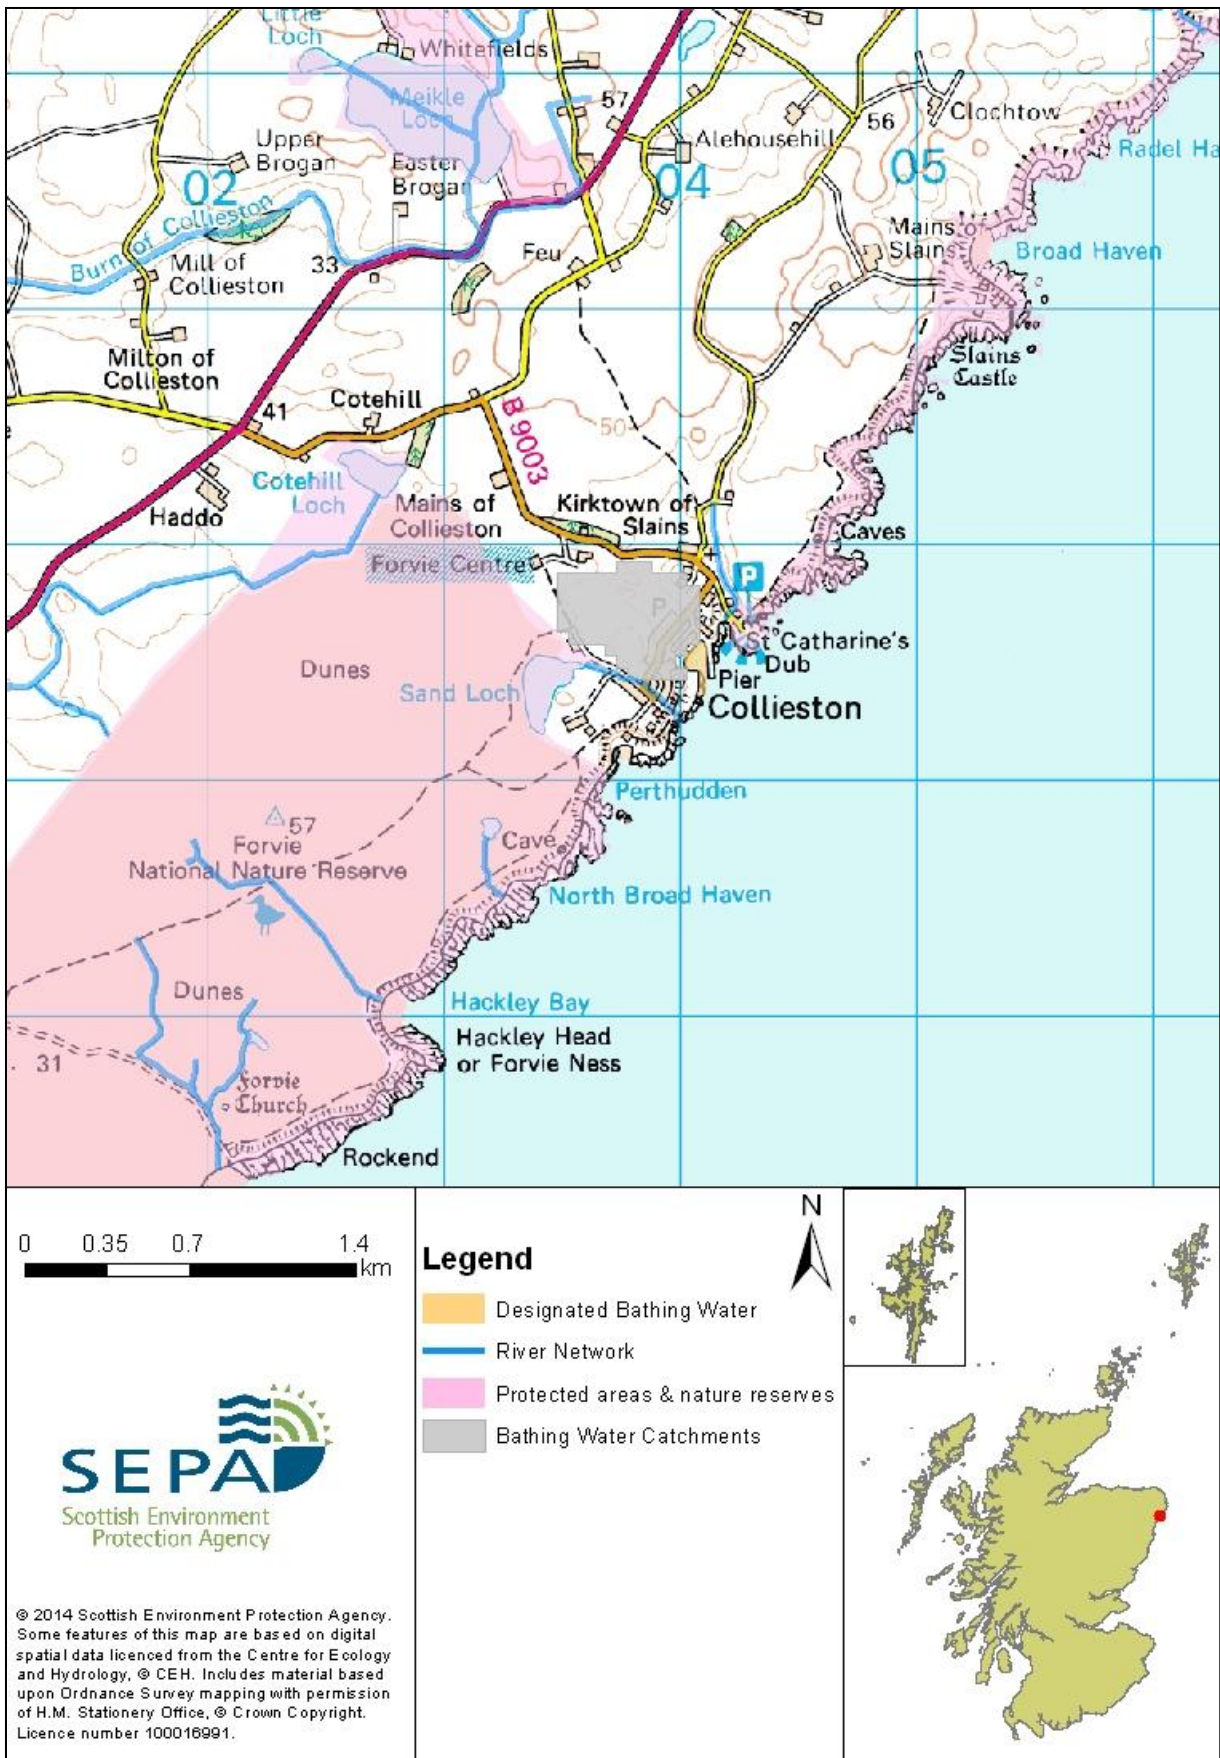 Little
Loch
Whitefields
Meikle
Loch
57
Clochtow
56
Alehousehill
Upper
Brogan
Easter
Brogan
02
04
05
Radel Ha
Burn of Collieston
Mains of
Slains
Broad Haven
Feu
33
Mill of
Collieston
Milton of
Collieston
Slains
Castle
Cotehill
41
B 9003
50
Cotehill
Loch
Haddo
Mains of
Collieston
Kirktown of
Slains
Caves
Forvie Centre
P
P
St Catharine's
Dub
Dunes
Sand Loch
Pier
Collieston
Perthudden
57
Forvie
National Nature Reserve
Cave
North Broad Haven
Dunes
Hackley Bay
Hackley Head
or Forvie Ness
31
Forvie
Church
Rockend
0 0.35 0.7 1.4
km
Legend
Designated Bathing Water
River Network
Protected areas & nature reserves
Bathing Water Catchments
N
SEPA
Scottish Environment
Protection Agency
© 2014 Scottish Environment Protection Agency.
Some features of this map are based on digital
spatial data licenced from the Centre for Ecology
and Hydrology, © CEH. Includes material based
upon Ordnance Survey mapping with permission
of H.M. Stationery Office, © Crown Copyright.
Licence number 100016991.